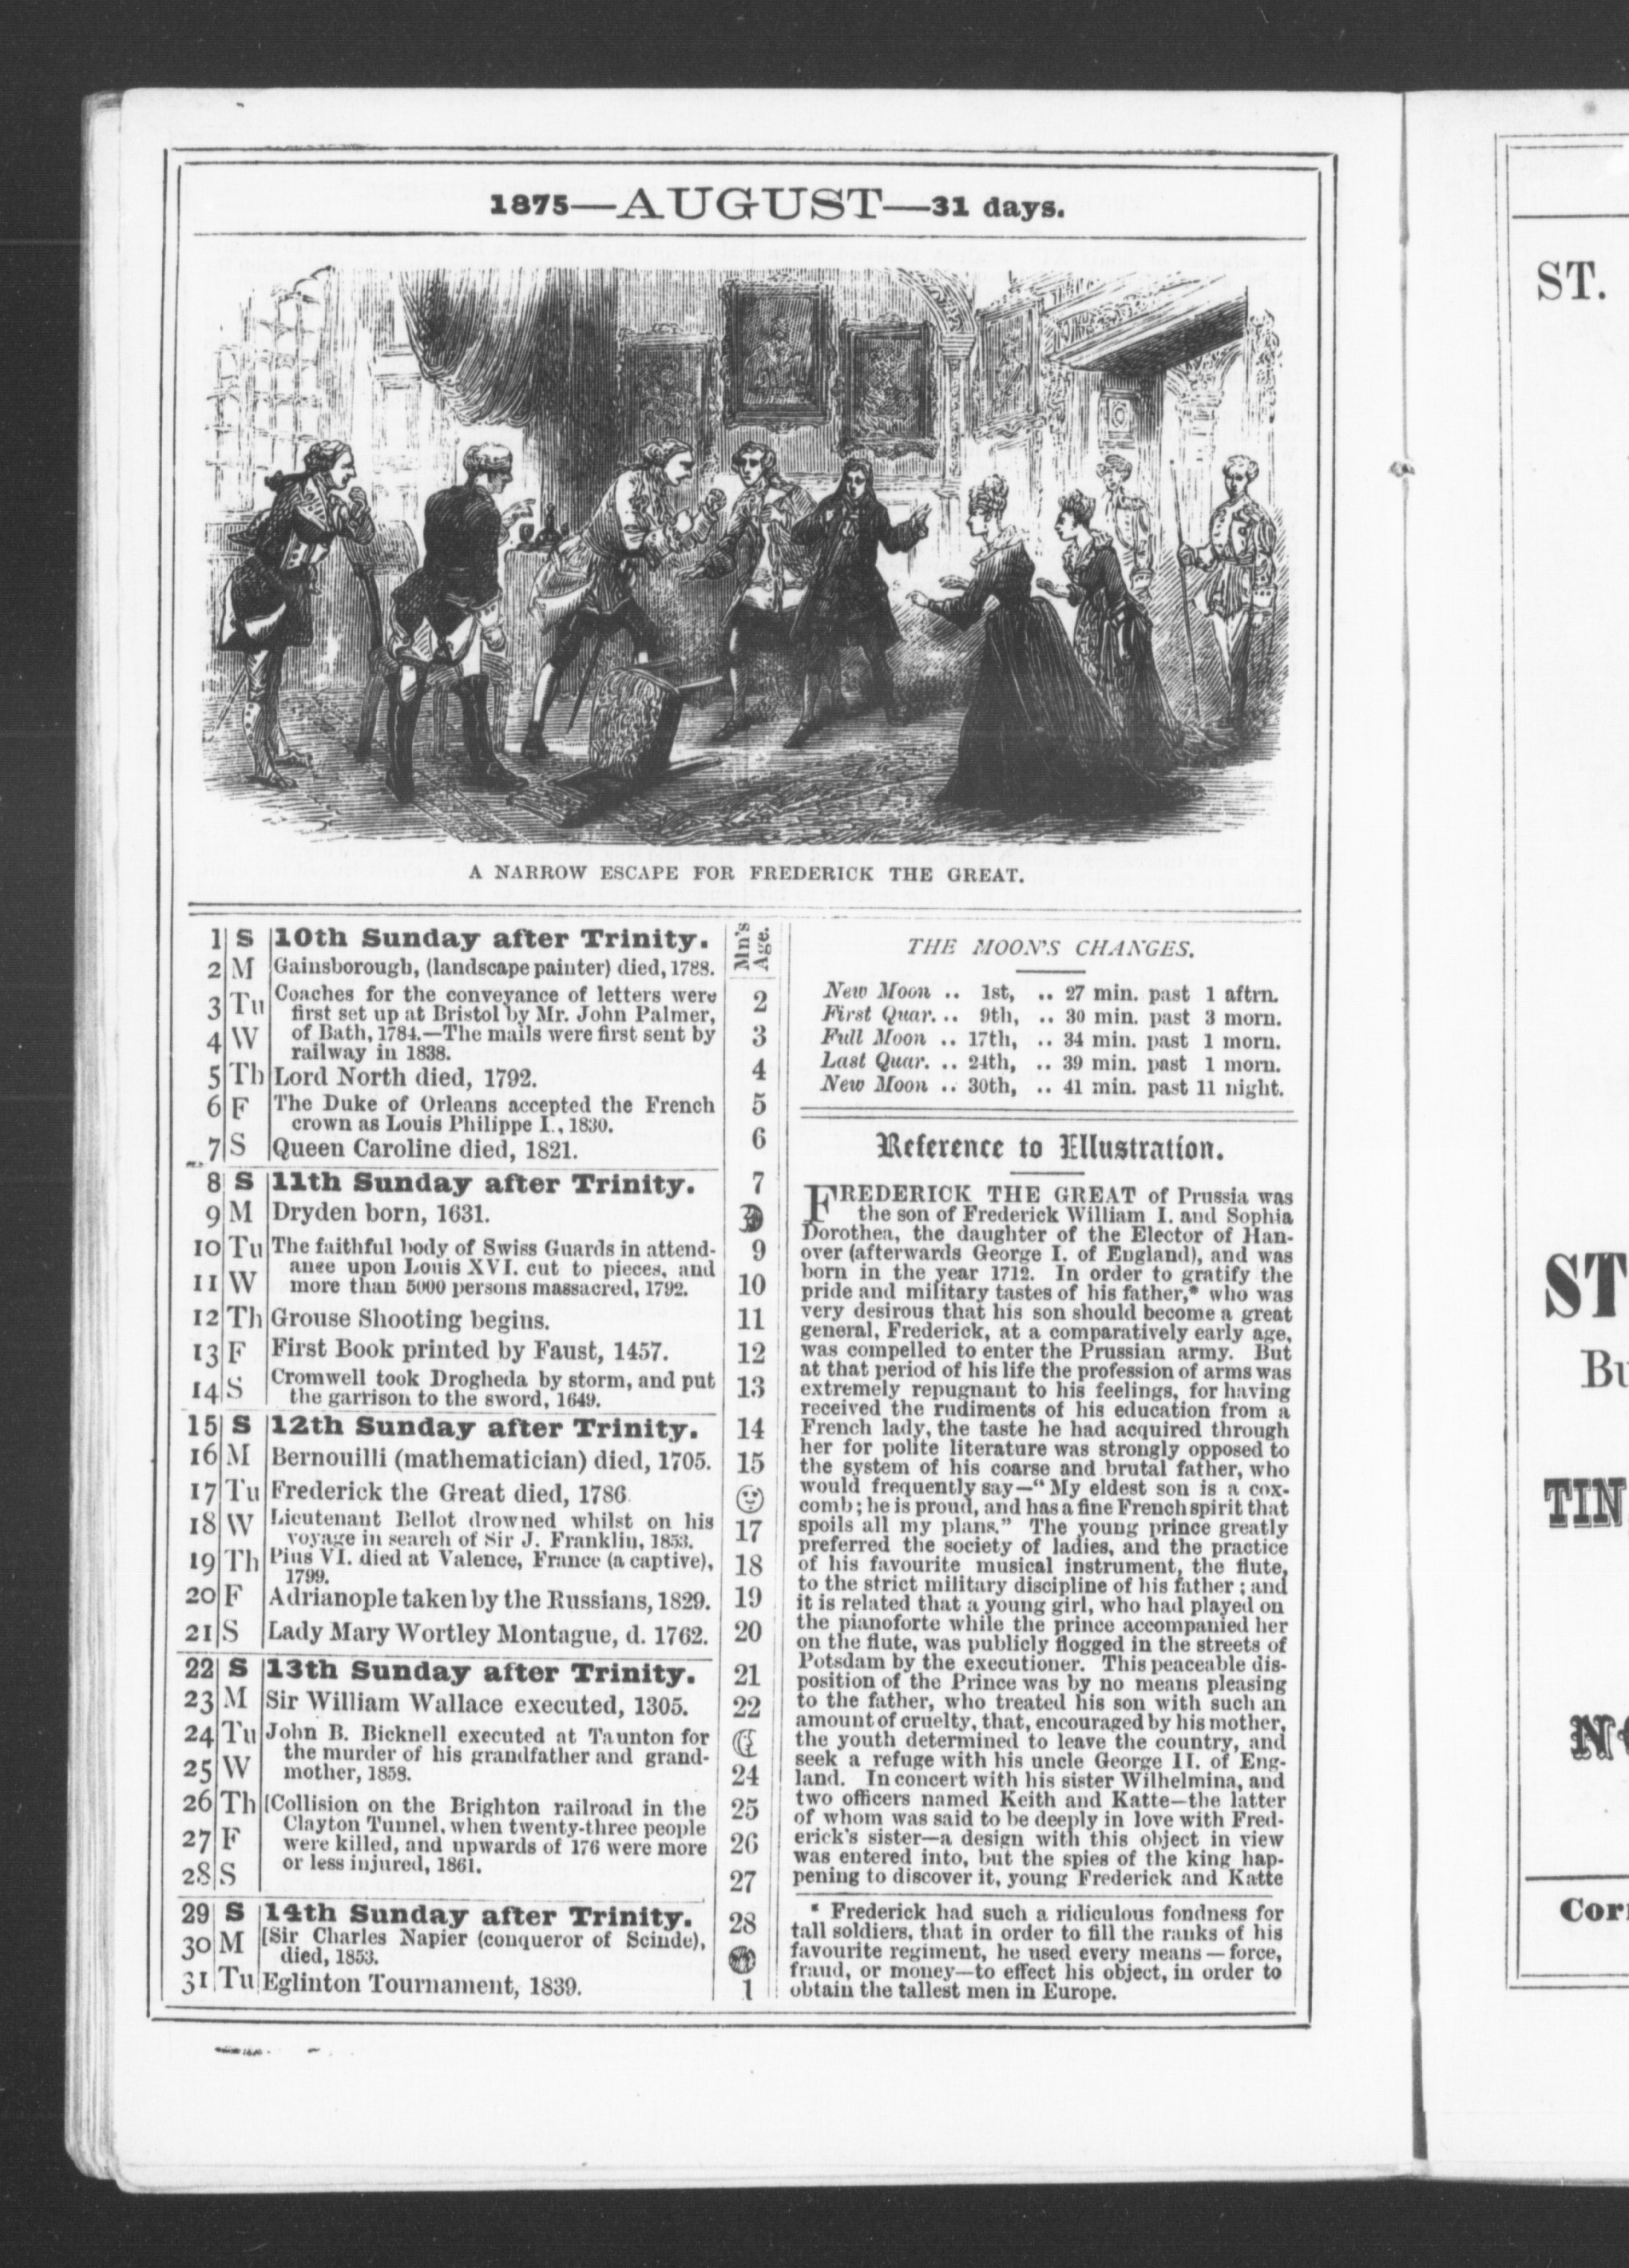 1875—AUGUST—31 days.
A NARROW ESCAPE FOR FREDERICK THE GREAT.
1 S 10th Sunday after Trinity. Mn's Age.
2 M Gainsborough, (landscape painter) died, 1788.
3 Tu Coaches for the conveyance of letters were 2
first set up at Bristol by Mr. John Palmer,
4 W of Bath, 1784.—The mails were first sent by 3
railway in 1838.
5 Th Lord North died, 1792. 4
6 F The Duke of Orleans accepted the French 5
crown as Louis Philippe I., 1830.
7 S Queen Caroline died, 1821. 6
8 S 11th Sunday after Trinity. 7
9 M Dryden born, 1631.
10 Tu The faithful body of Swiss Guards in attend- 9
ance upon Louis XVI. cut to pieces, and
11 W more than 5000 persons massacred, 1792. 10
12 Th Grouse Shooting begins. 11
13 F First Book printed by Faust, 1457. 12
14 S Cromwell took Drogheda by storm, and put 13
the garrison to the sword, 1649.
15 S 12th Sunday after Trinity. 14
16 M Bernouilli (mathematician) died, 1705. 15
17 Tu Frederick the Great died, 1786.
18 W Lieutenant Bellot drowned whilst on his 17
voyage in search of Sir J. Franklin, 1853.
19 Th Pius VI. died at Valence, France (a captive), 18
1799.
20 F Adrianople taken by the Russians, 1829. 19
21 S Lady Mary Wortley Montague, d. 1762. 20
22 S 13th Sunday after Trinity. 21
23 M Sir William Wallace executed, 1305. 22
24 Tu John B. Bicknell executed at Taunton for
the murder of his grandfather and grand-
25 W mother, 1858. 24
26 Th [Collision on the Brighton railroad in the 25
Clayton Tunnel, when twenty-three people
27 F were killed, and upwards of 176 were more 26
or less injured, 1861.
28 S 27
29 S 14th Sunday after Trinity. 28
30 M [Sir Charles Napier (conqueror of Scinde),
died, 1853.
31 Tu Eglinton Tournament, 1839. 1
THE MOON'S CHANGES.
New Moon .. 1st, .. 27 min. past 1 aftrn.
First Quar. .. 9th, .. 30 min. past 3 morn.
Full Moon .. 17th, .. 34 min. past 1 morn.
Last Quar. .. 24th, .. 39 min. past 1 morn.
New Moon .. 30th, .. 41 min. past 11 night.
Reference to Illustration.
FREDERICK THE GREAT of Prussia was
the son of Frederick William I. and Sophia
Dorothea, the daughter of the Elector of Han-
over (afterwards George I. of England), and was
born in the year 1712. In order to gratify the
pride and military tastes of his father,* who was
very desirous that his son should become a great
general, Frederick, at a comparatively early age,
was compelled to enter the Prussian army. But
at that period of his life the profession of arms was
extremely repugnant to his feelings, for having
received the rudiments of his education from a
French lady, the taste he had acquired through
her for polite literature was strongly opposed to
the system of his coarse and brutal father, who
would frequently say—"My eldest son is a cox-
comb; he is proud, and has a fine French spirit that
spoils all my plans." The young prince greatly
preferred the society of ladies, and the practice
of his favourite musical instrument, the flute,
to the strict military discipline of his father; and
it is related that a young girl, who had played on
the pianoforte while the prince accompanied her
on the flute, was publicly flogged in the streets of
Potsdam by the executioner. This peaceable dis-
position of the Prince was by no means pleasing
to the father, who treated his son with such an
amount of cruelty, that, encouraged by his mother,
the youth determined to leave the country, and
seek a refuge with his uncle George II. of Eng-
land. In concert with his sister Wilhelmina, and
two officers named Keith and Katte—the latter
of whom was said to be deeply in love with Fred-
erick's sister—a design with this object in view
was entered into, but the spies of the king hap-
pening to discover it, young Frederick and Katte
* Frederick had such a ridiculous fondness for
tall soldiers, that in order to fill the ranks of his
favourite regiment, he used every means—force,
fraud, or money—to effect his object, in order to
obtain the tallest men in Europe.
ST.
ST
Bu
TIN
Cor